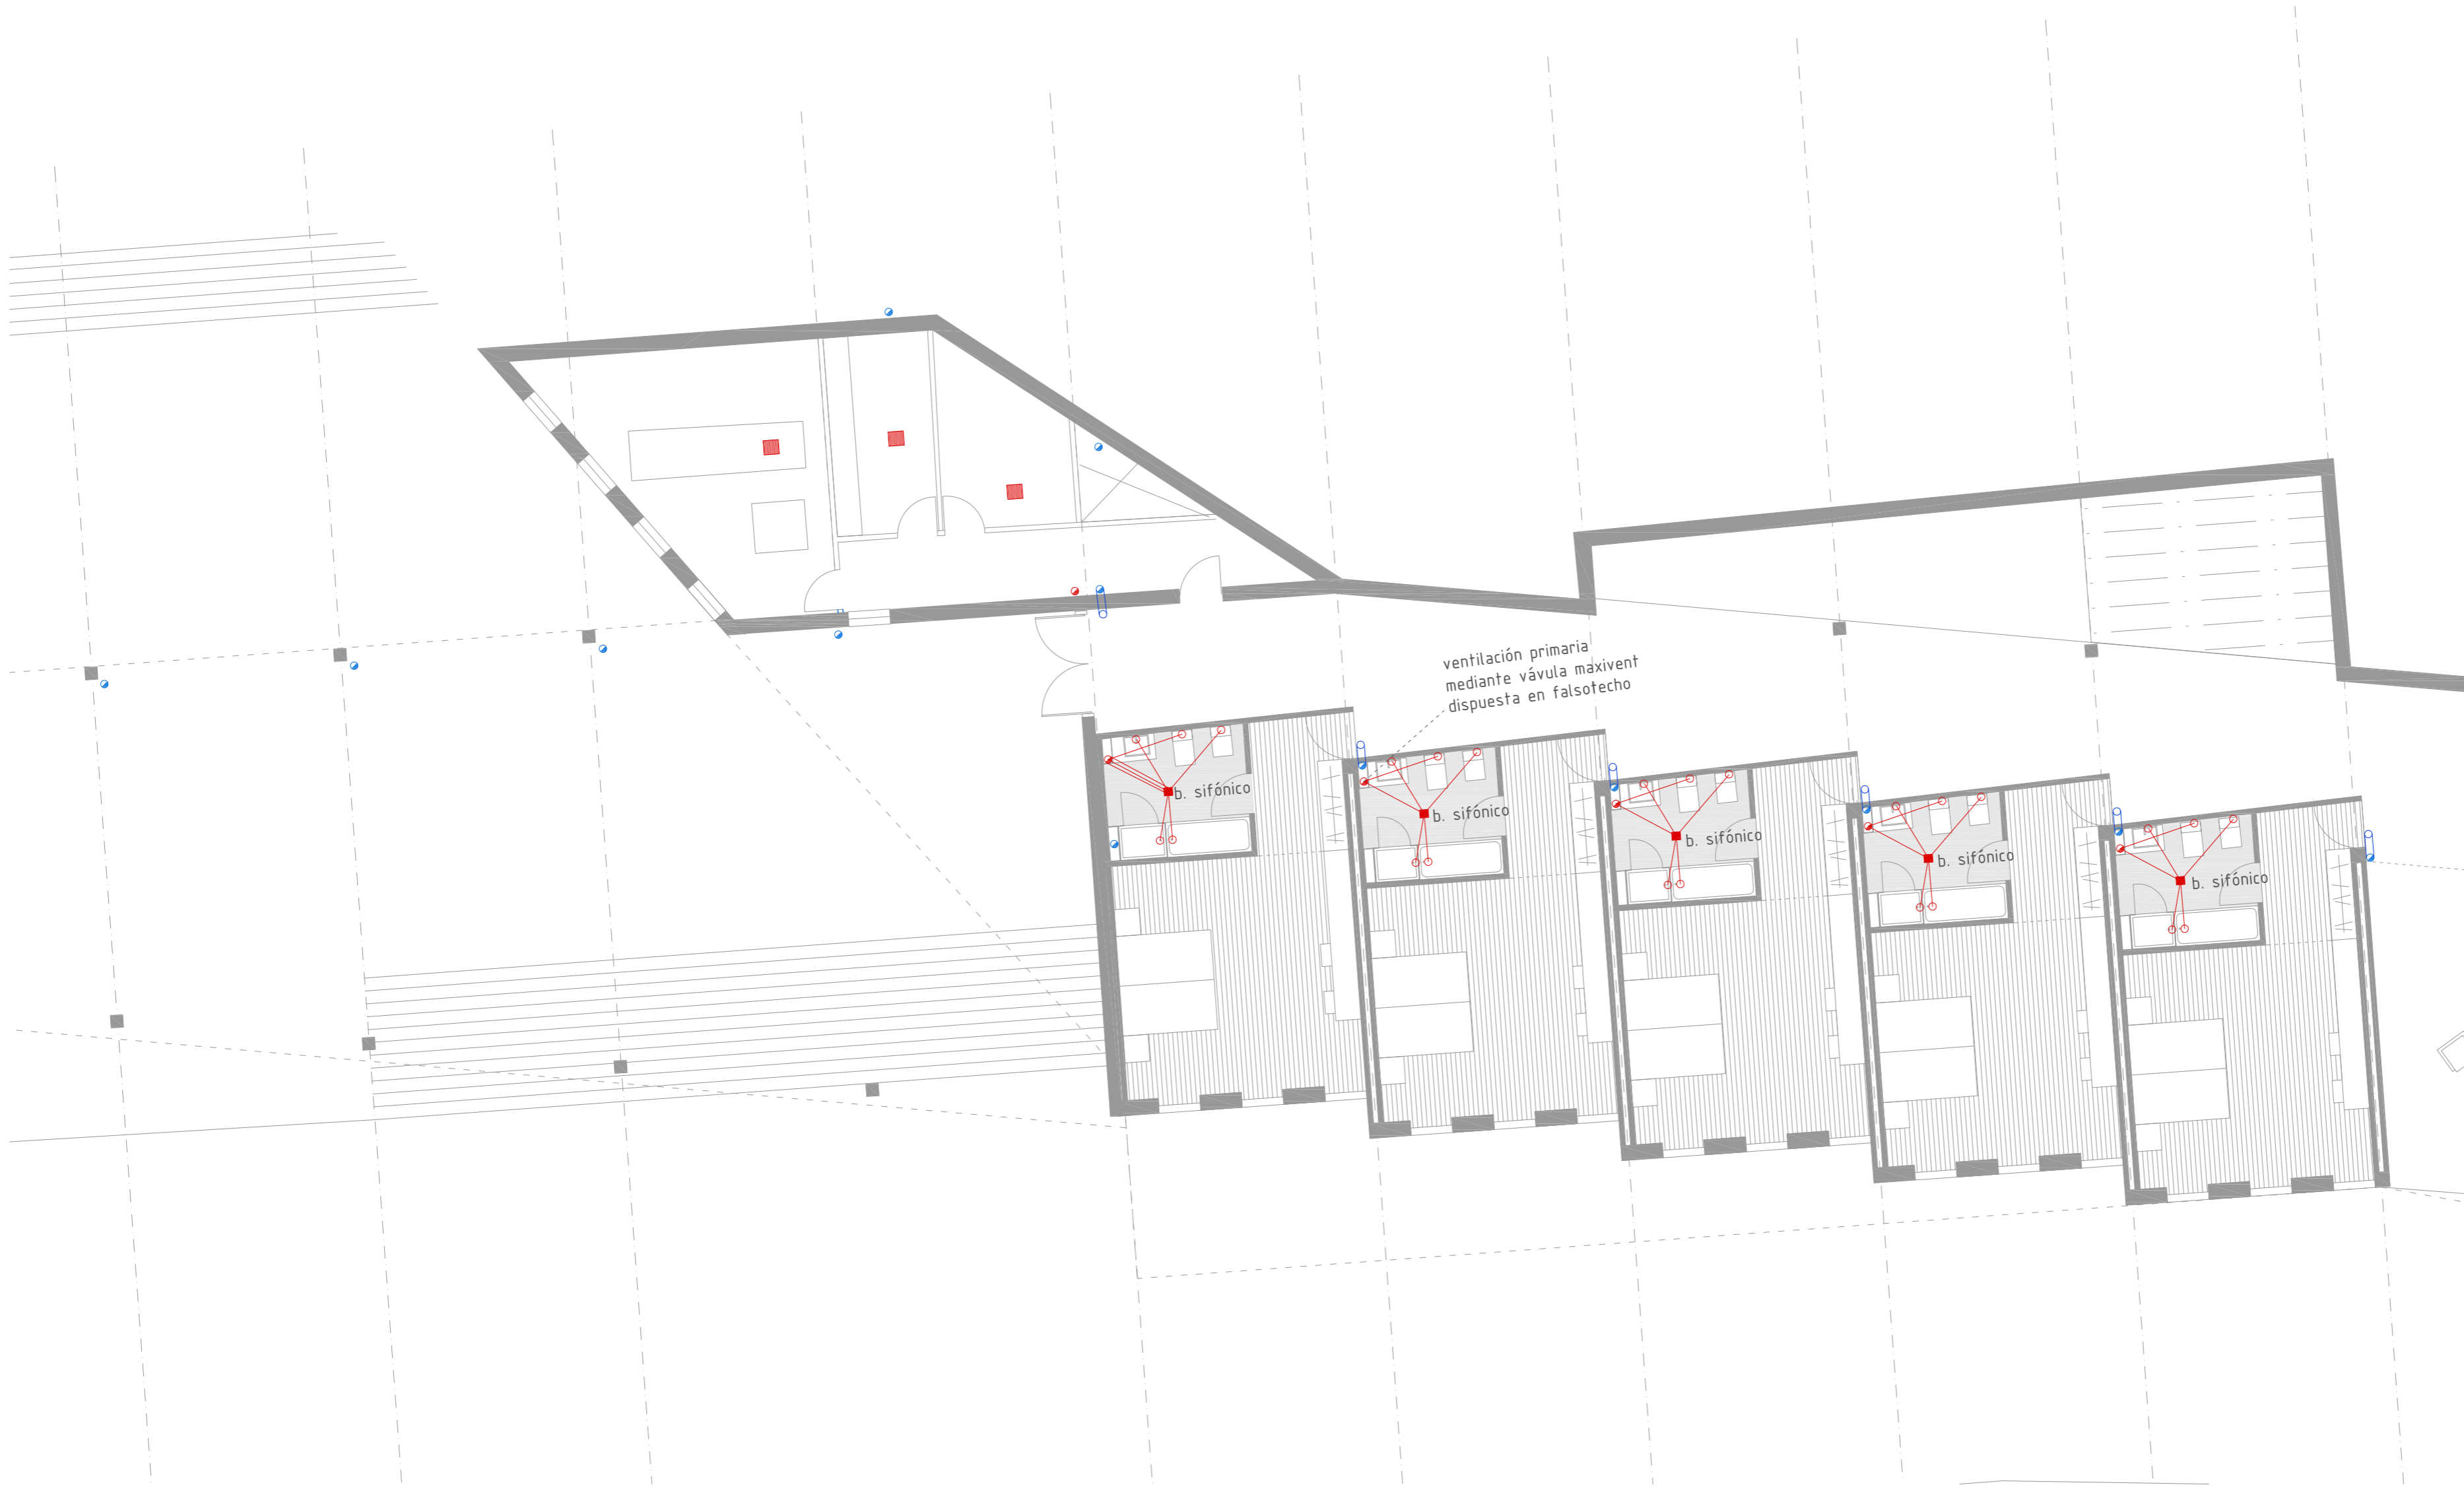 ventilación primaria
mediante vávula maxivent
dispuesta en falsotecho
b. sifónico
b. sifónico
b. sifónico
b. sifónico
b. sifónico